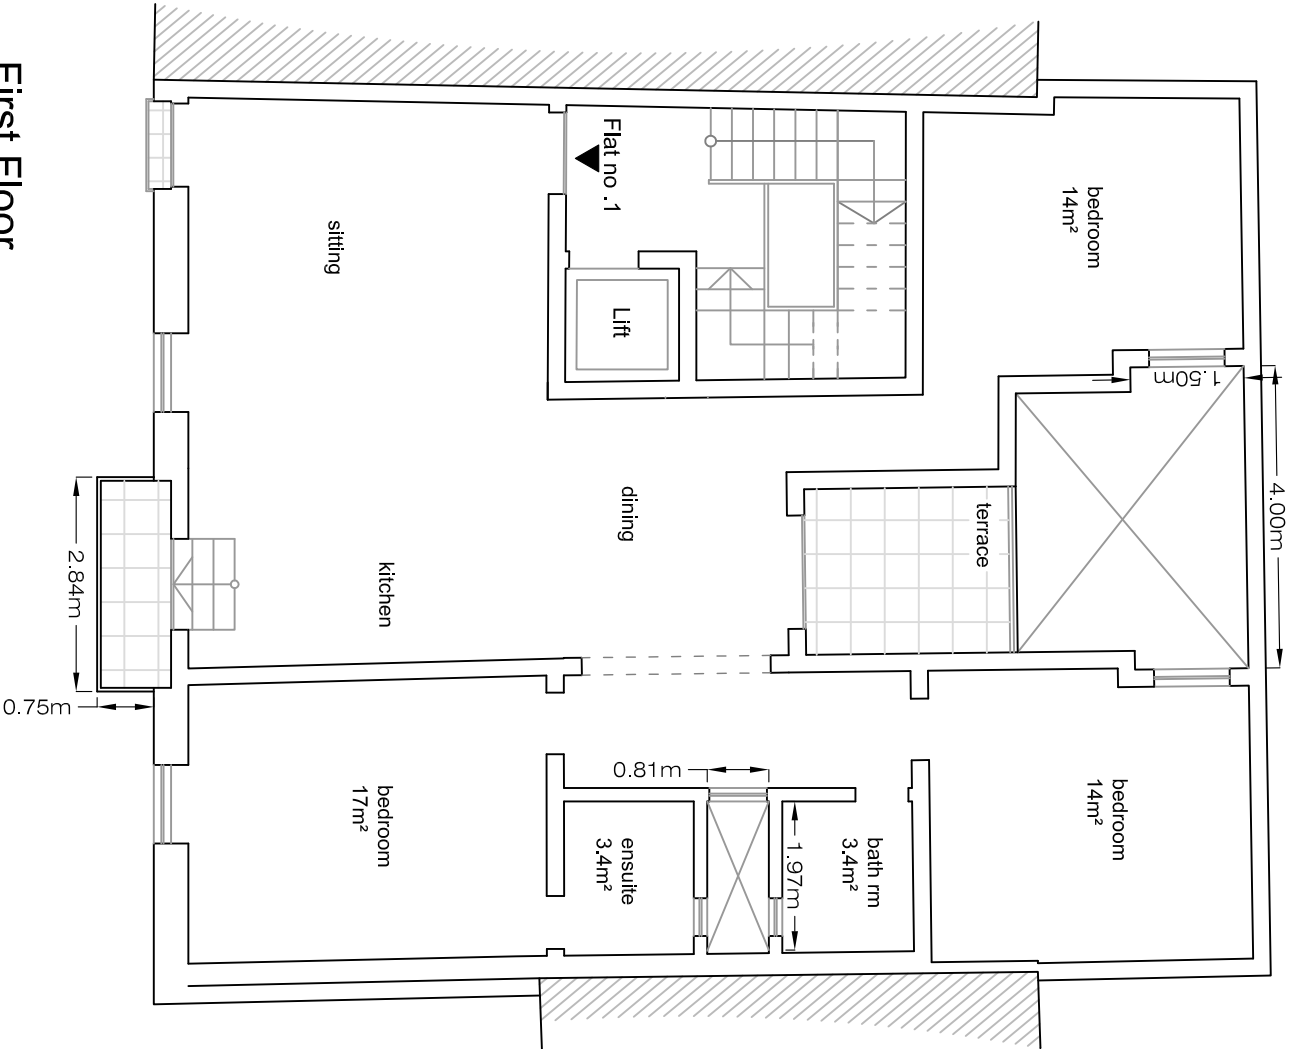 First Floor
Flat no .1
Lift
sitting
bedroom
14m²
1.50m
4.00m
dining
terrace
kitchen
2.84m
0.75m
0.81m
bedroom
17m²
ensuite
3.4m²
1.97m
bath rm
3.4m²
bedroom
14m²